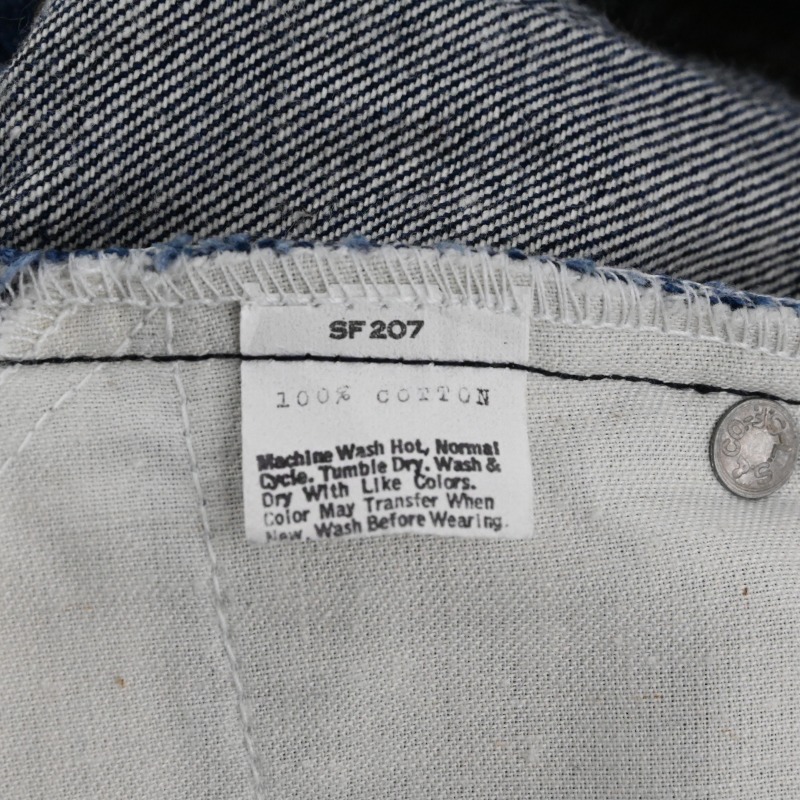 SF 207
100% COTTON
Machine Wash Hot, Normal
Cycle. Tumble Dry. Wash &
Dry With Like Colors.
Color May Transfer When
New, Wash Before Wearing.